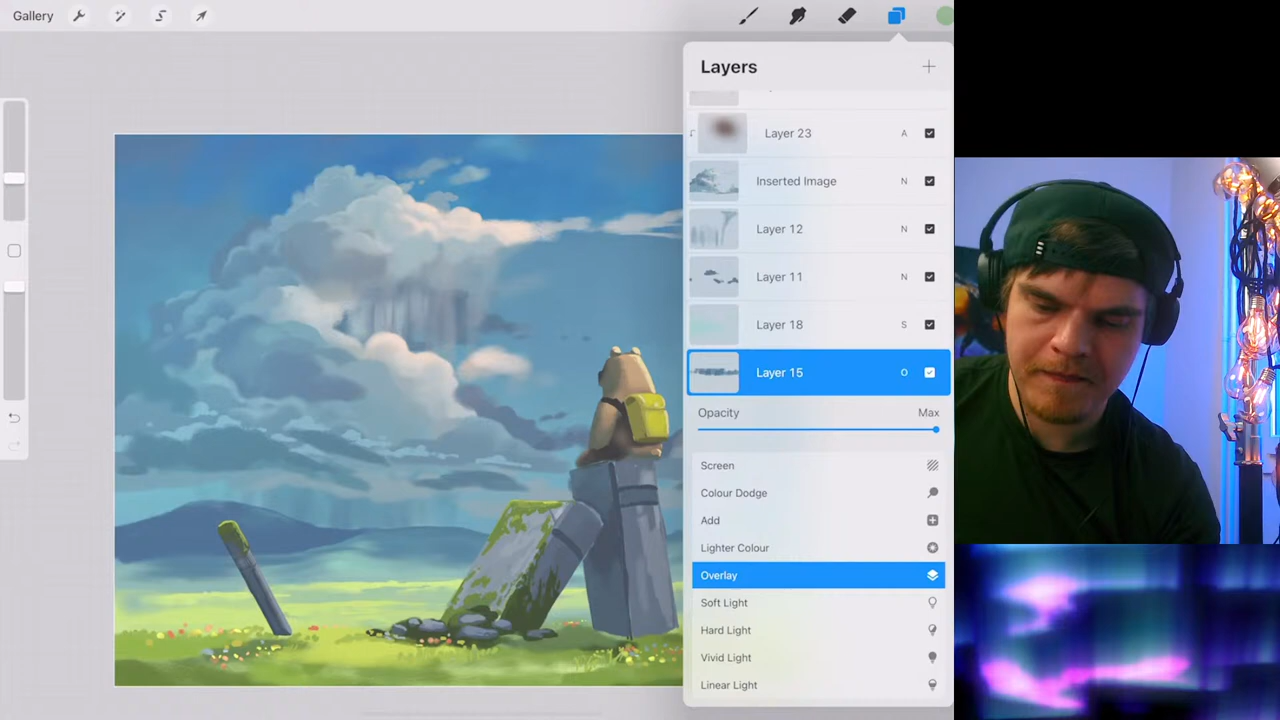 Gallery
Layers
Layer 23 A
Inserted Image N
Layer 12 N
Layer 11 N
Layer 18 S
Layer 15 O
Opacity Max
Screen
Colour Dodge
Add
Lighter Colour
Overlay
Soft Light
Hard Light
Vivid Light
Linear Light